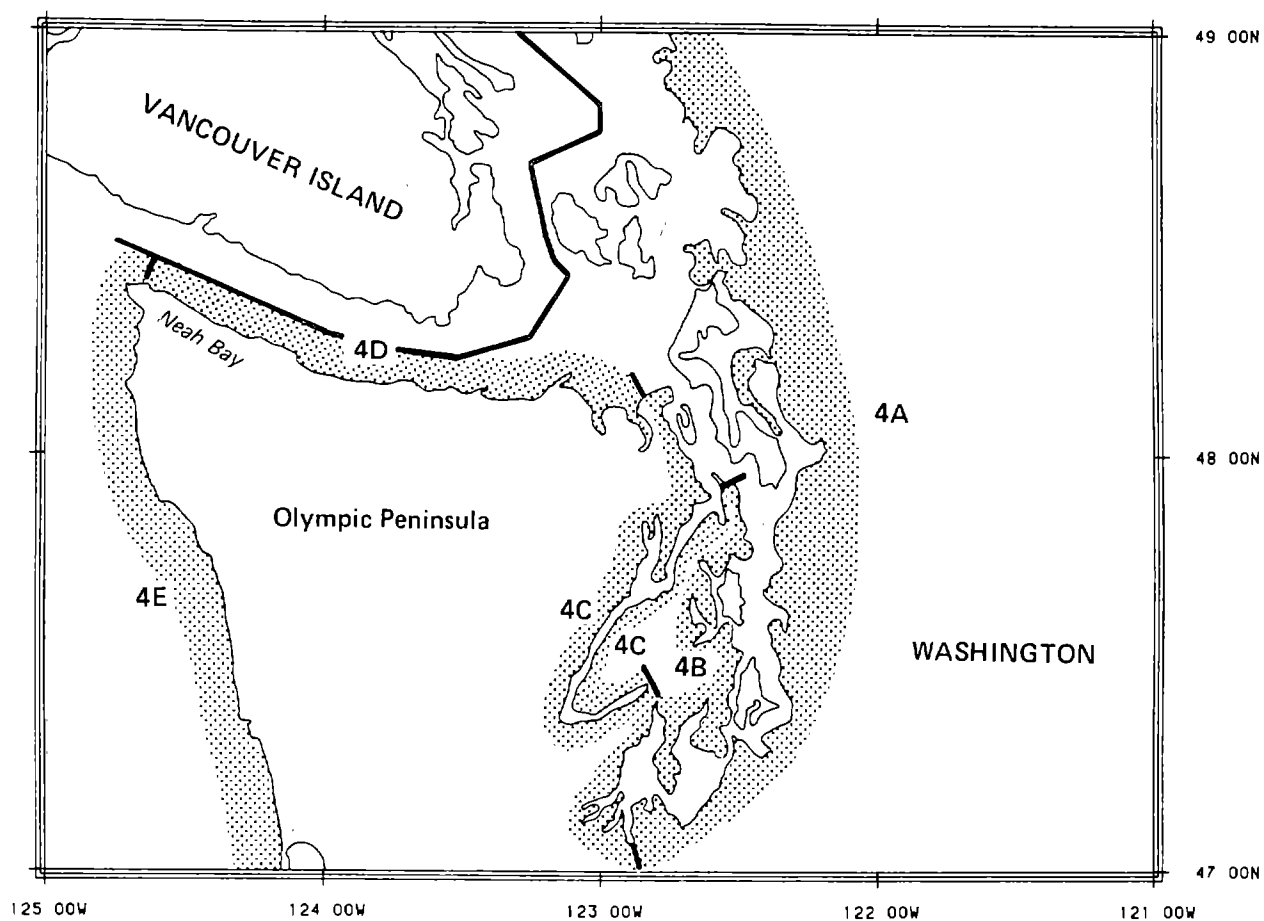 49 00N
VANCOUVER ISLAND
Neah Bay
4D
4A
48 00N
Olympic Peninsula
4E
4C
4C
4B
WASHINGTON
47 00N
125 00W
124 00W
123 00W
122 00W
121 00W